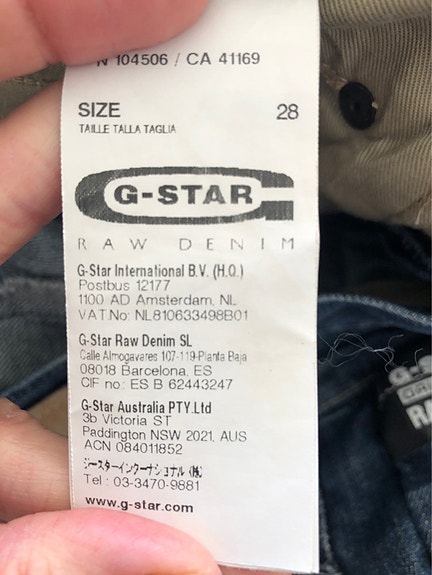 N 104506 / CA 41169
SIZE 28
TAILLE TALLA TAGLIA
G-STAR
RAW DENIM
G-Star International B.V. (H.Q.)
Postbus 12177
1100 AD Amsterdam, NL
VAT.No: NL810633498B01
G-Star Raw Denim SL
Calle Almogavares 107-119-Planta Baja
08018 Barcelona, ES
CIF no: ES B 62443247
G-Star Australia PTY.Ltd
3b Victoria ST
Paddington NSW 2021, AUS
ACN 084011852
ジースターインターナショナル (株)
Tel : 03-3470-9881
www.g-star.com
G-S
RA